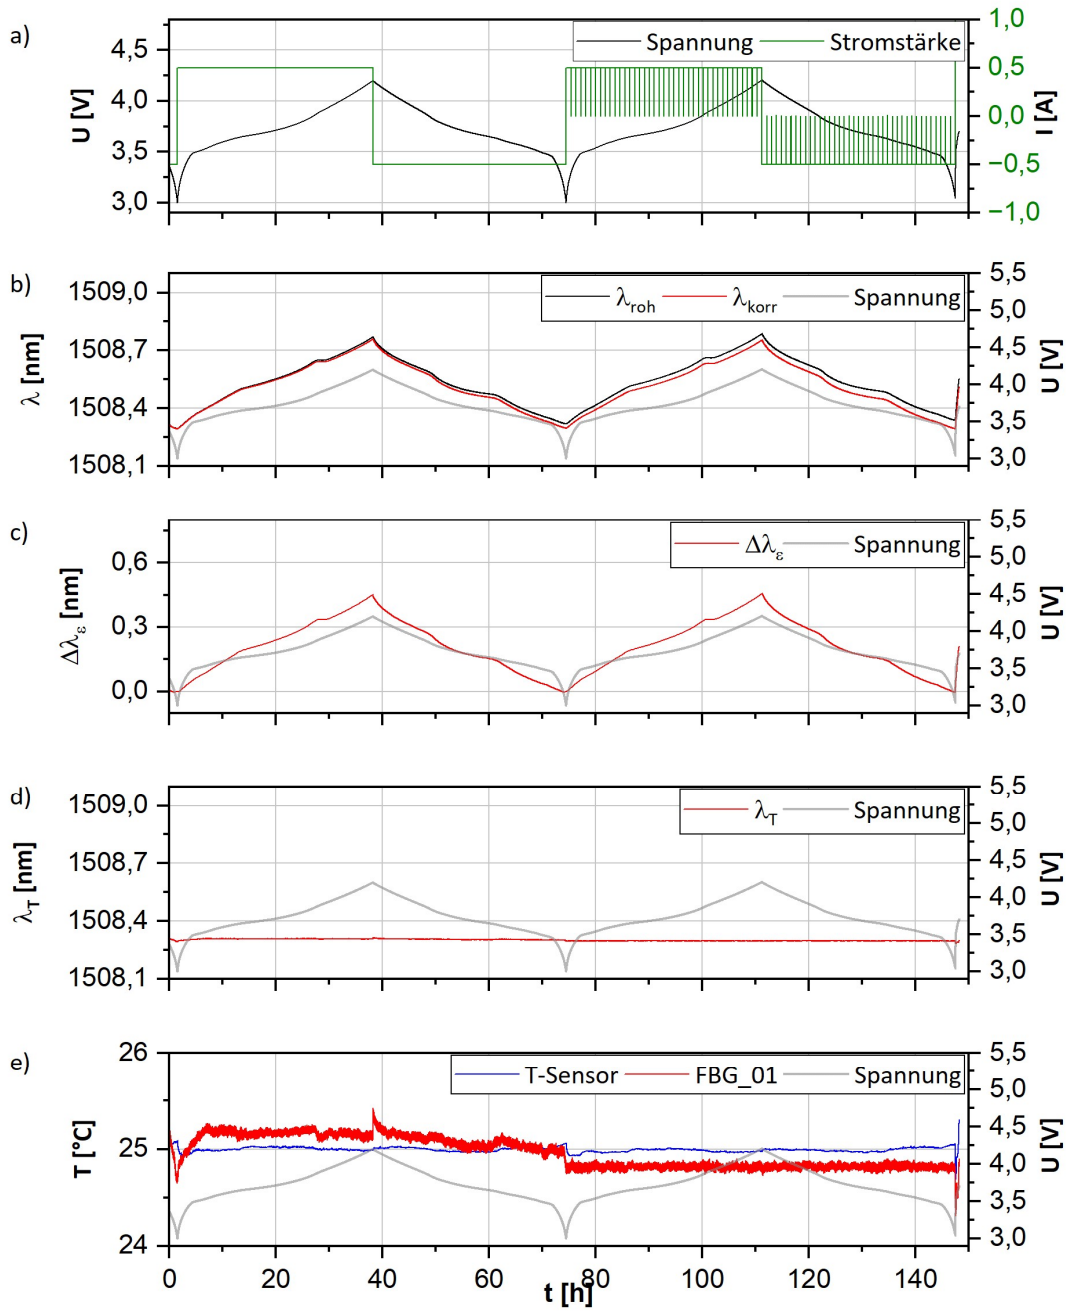 a)
Spannung Stromstärke
4,5
4,0
3,5
3,0
U [V]
1,0
0,5
0,0
−0,5
−1,0
I [A]
b)
λroh λkorr Spannung
1509,0
1508,7
1508,4
1508,1
λ [nm]
5,5
5,0
4,5
4,0
3,5
3,0
U [V]
c)
Δλε Spannung
0,6
0,3
0,0
Δλε [nm]
5,5
5,0
4,5
4,0
3,5
3,0
U [V]
d)
λT Spannung
1509,0
1508,7
1508,4
1508,1
λT [nm]
5,5
5,0
4,5
4,0
3,5
3,0
U [V]
e)
T-Sensor FBG_01 Spannung
26
25
24
T [°C]
5,5
5,0
4,5
4,0
3,5
3,0
U [V]
0 20 40 60 80 100 120 140
t [h]